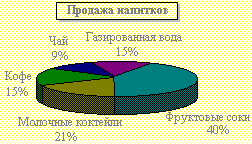 Продажа напитков
Газированная вода
15%
Чай
9%
Кофе
15%
Молочные коктейли
21%
Фруктовые соки
40%